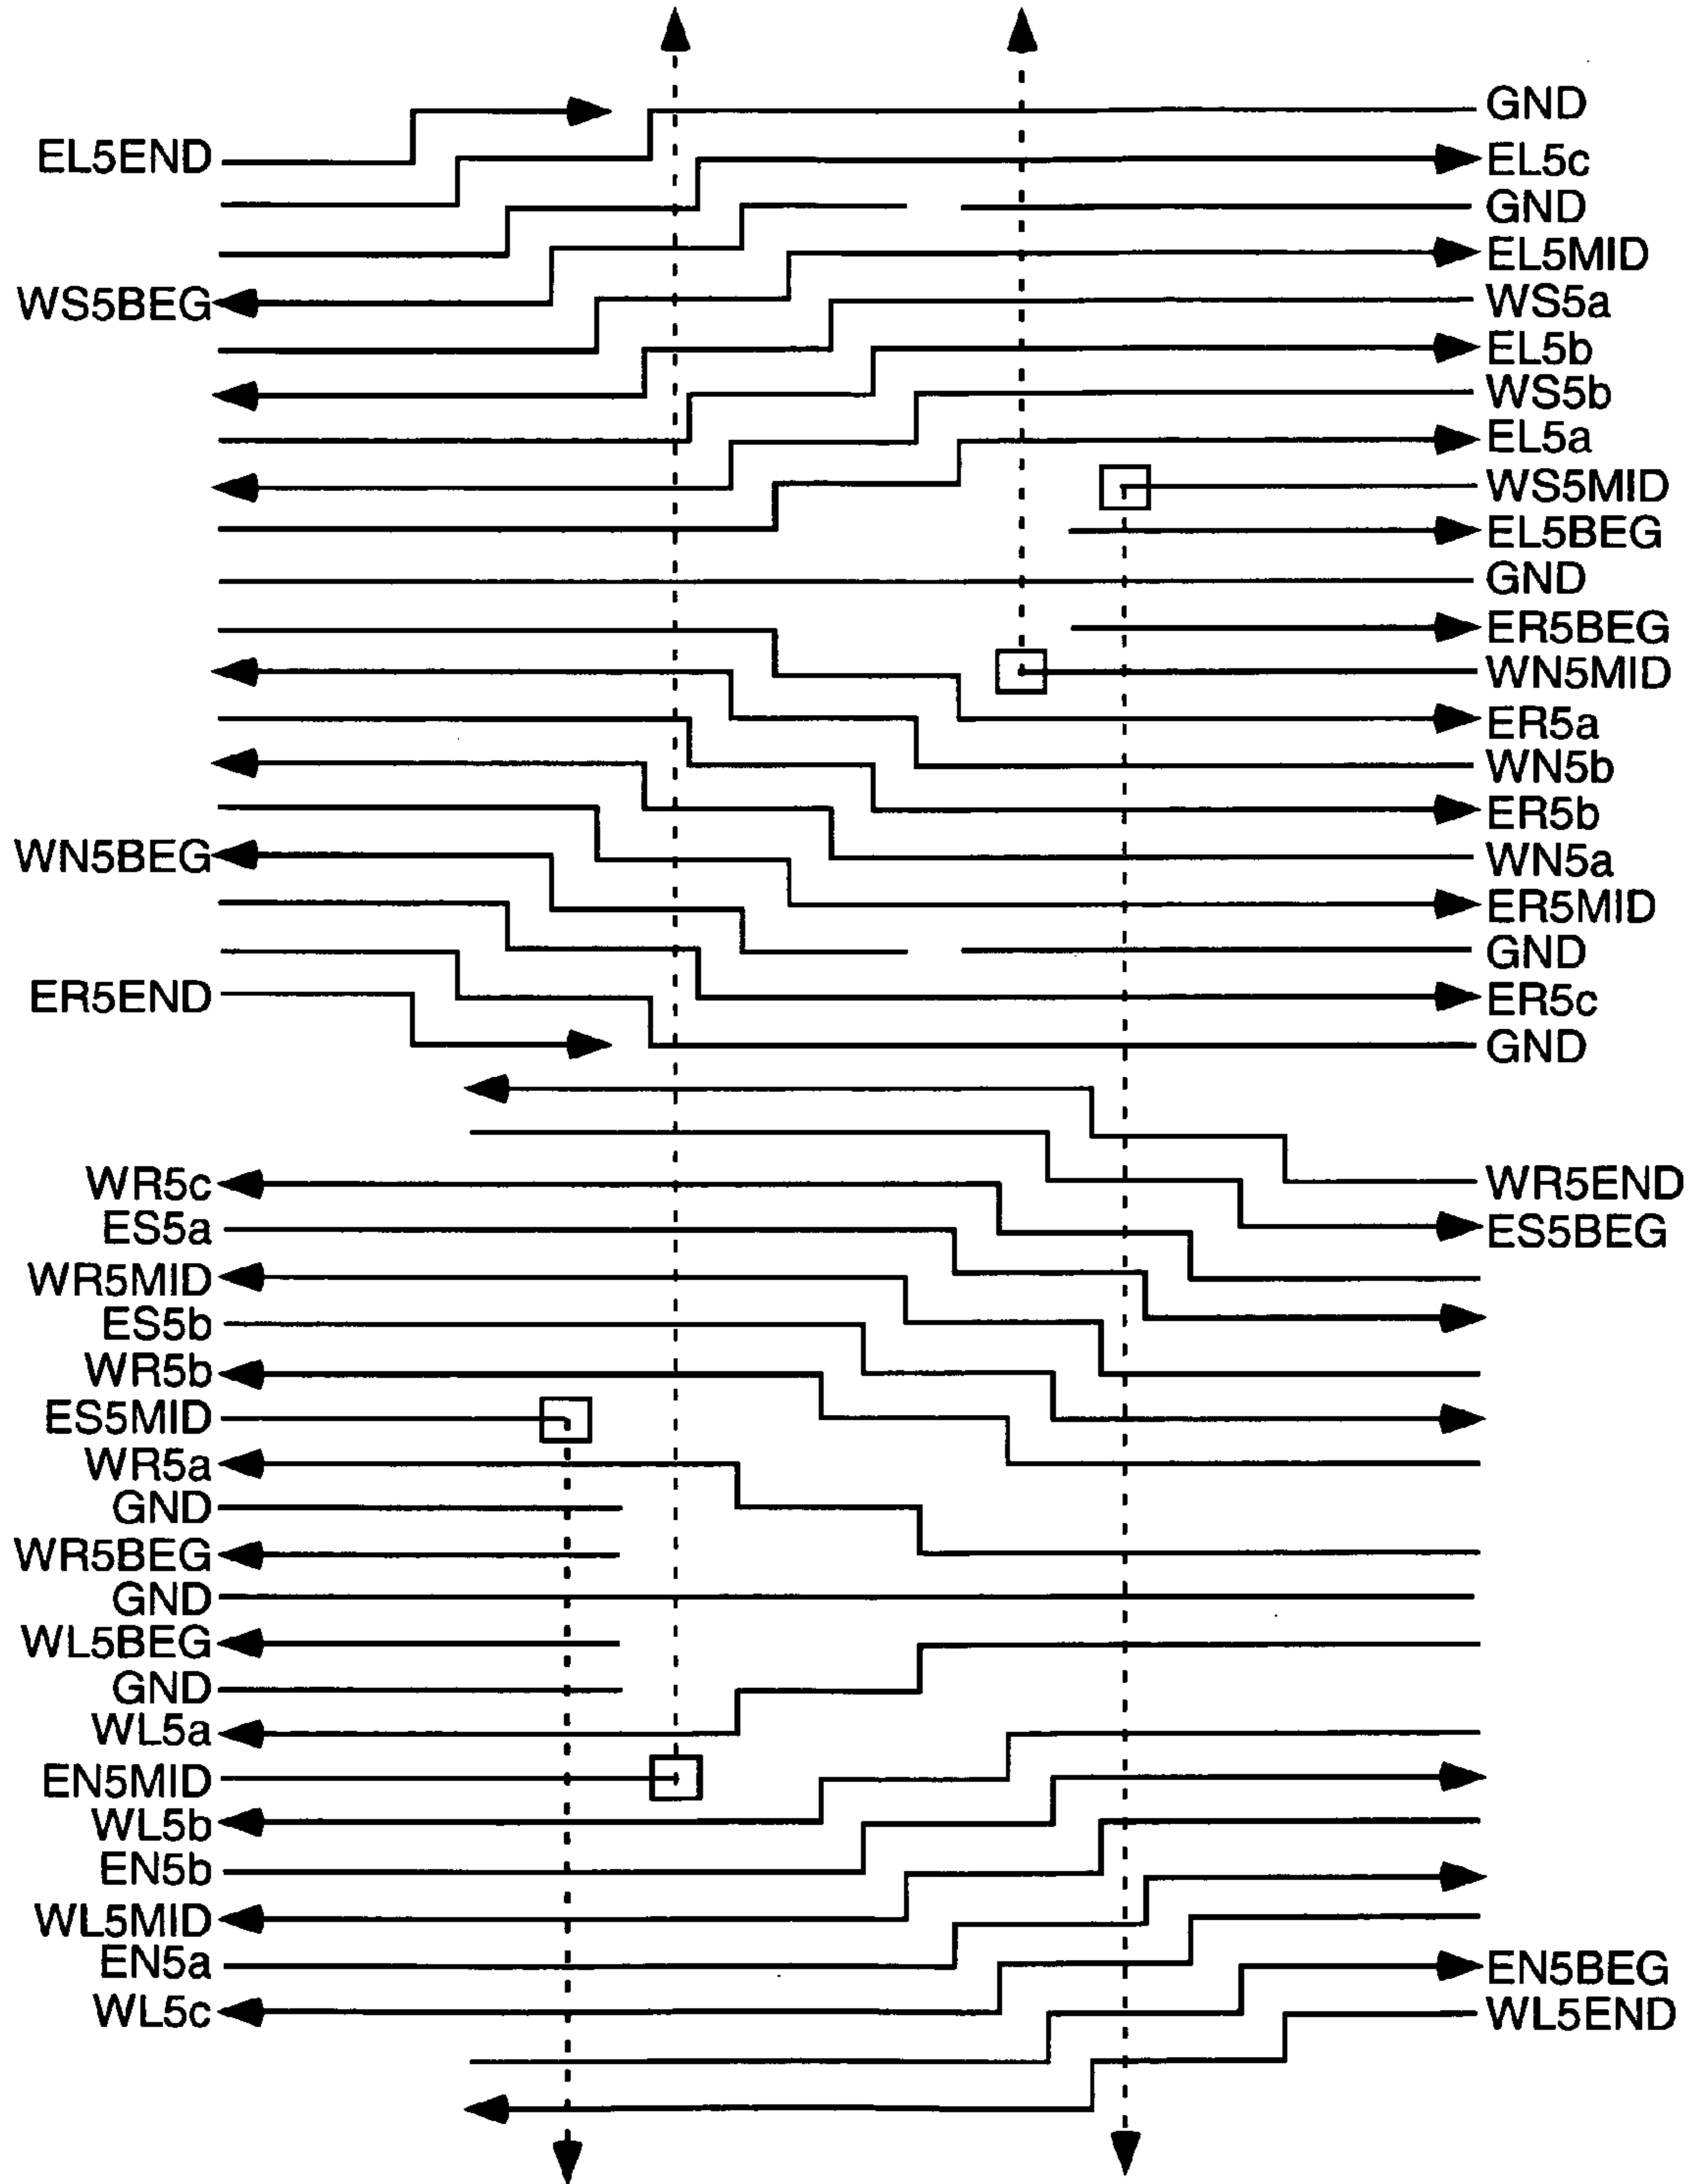 GND
EL5END
EL5c
GND
EL5MID
WS5BEG
WS5a
EL5b
WS5b
EL5a
WS5MID
EL5BEG
GND
ER5BEG
WN5MID
ER5a
WN5b
ER5b
WN5BEG
WN5a
ER5MID
GND
ER5END
ER5c
GND
WR5c
WR5END
ES5a
ES5BEG
WR5MID
ES5b
WR5b
ES5MID
WR5a
GND
WR5BEG
GND
WL5BEG
GND
WL5a
EN5MID
WL5b
EN5b
WL5MID
EN5a
EN5BEG
WL5c
WL5END